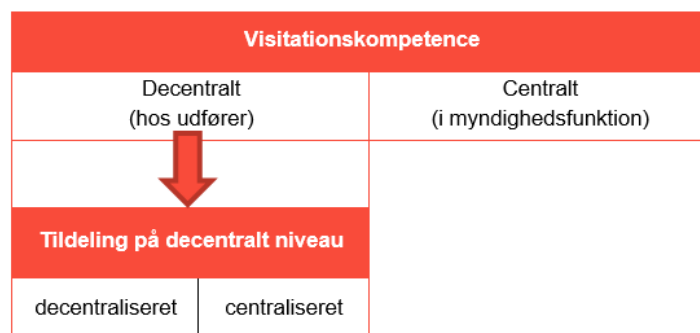 Visitationskompetence
Decentralt
(hos udfører)
Centralt
(i myndighedsfunktion)
Tildeling på decentralt niveau
decentraliseret
centraliseret